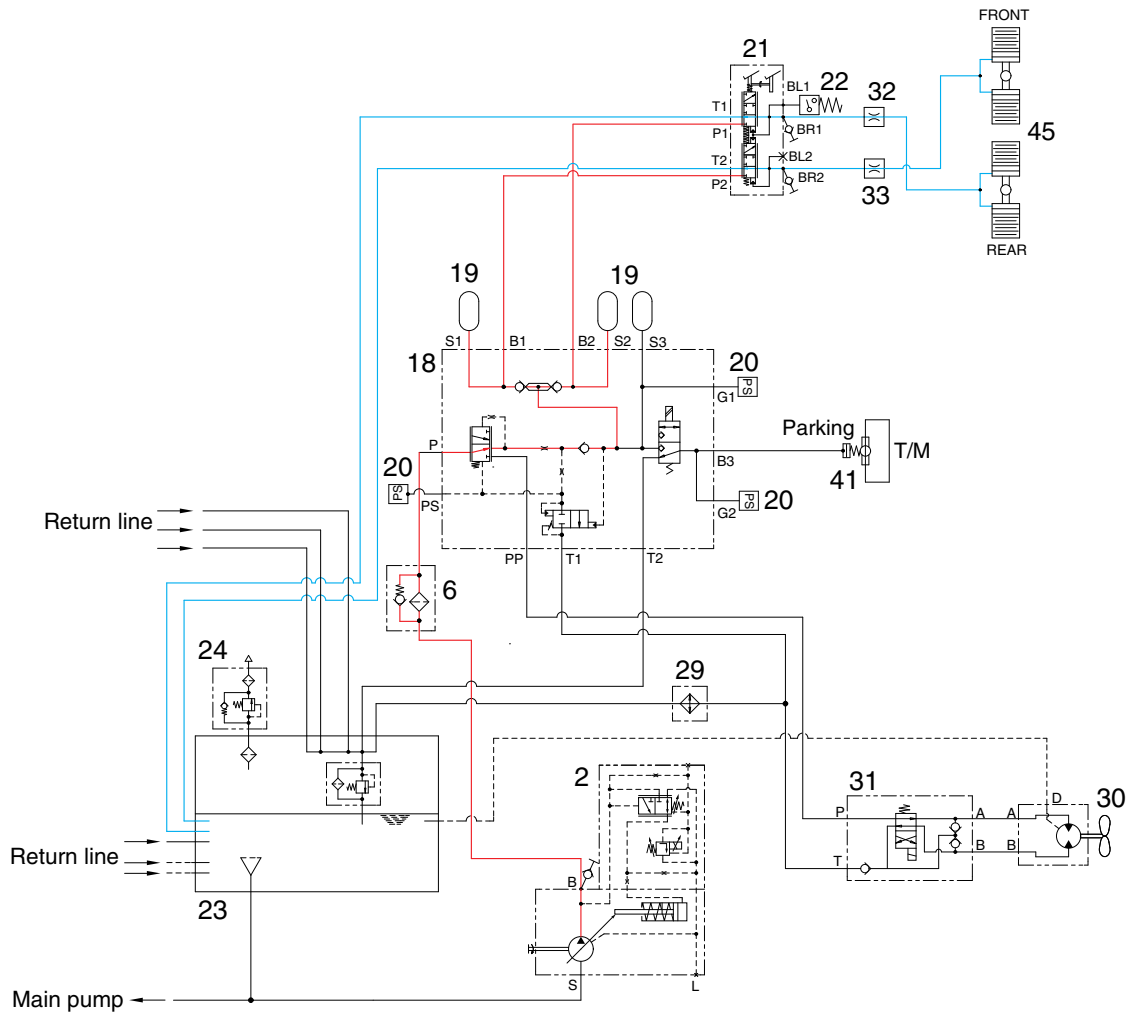 FRONT
21
BL1
22
32
T1
P1
BR1
45
T2
BL2
P2
BR2
33
REAR
19
19
S1
B1
B2
S2
S3
18
20
PS
G1
P
Parking
T/M
B3
41
20
PS
PS
PS
20
G2
Return line
PP
T1
T2
6
24
29
2
31
D
30
P
A
A
B
B
T
Return line
B
23
S
L
Main pump